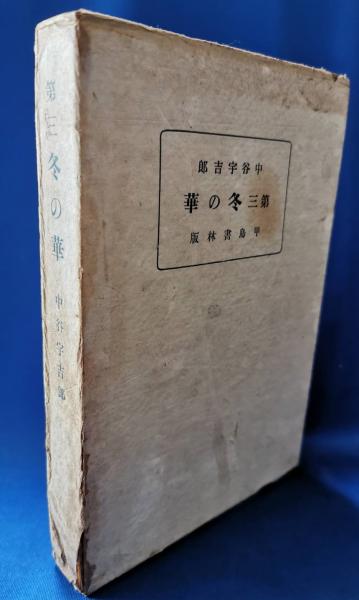 中谷宇吉郎
第三冬の華
甲鳥書林版
第三 冬の華
中谷宇吉郎